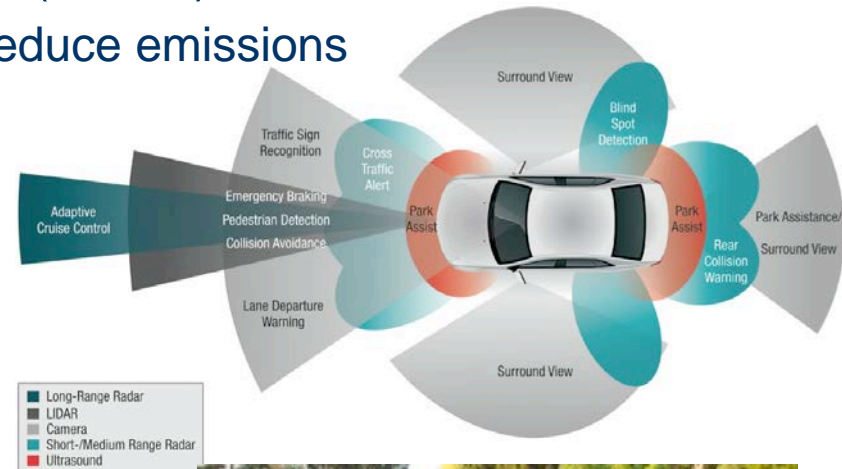 educe emissions
Surround View
Blind
Spot
Detection
Traffic Sign
Recognition
Cross
Traffic
Alert
Adaptive
Cruise Control
Emergency Braking
Pedestrian Detection
Collision Avoidance
Park
Assist
Park
Assist
Rear
Collision
Warning
Park Assistance/
Surround View
Lane Departure
Warning
Surround View
Long-Range Radar
LIDAR
Camera
Short-/Medium Range Radar
Ultrasound